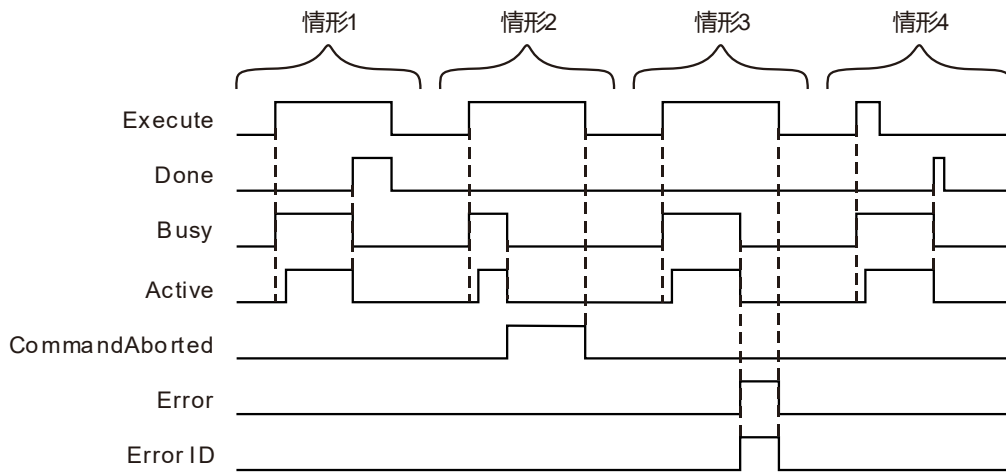 情形1
情形2
情形3
情形4
Execute
Done
Busy
Active
CommandAborted
Error
Error ID